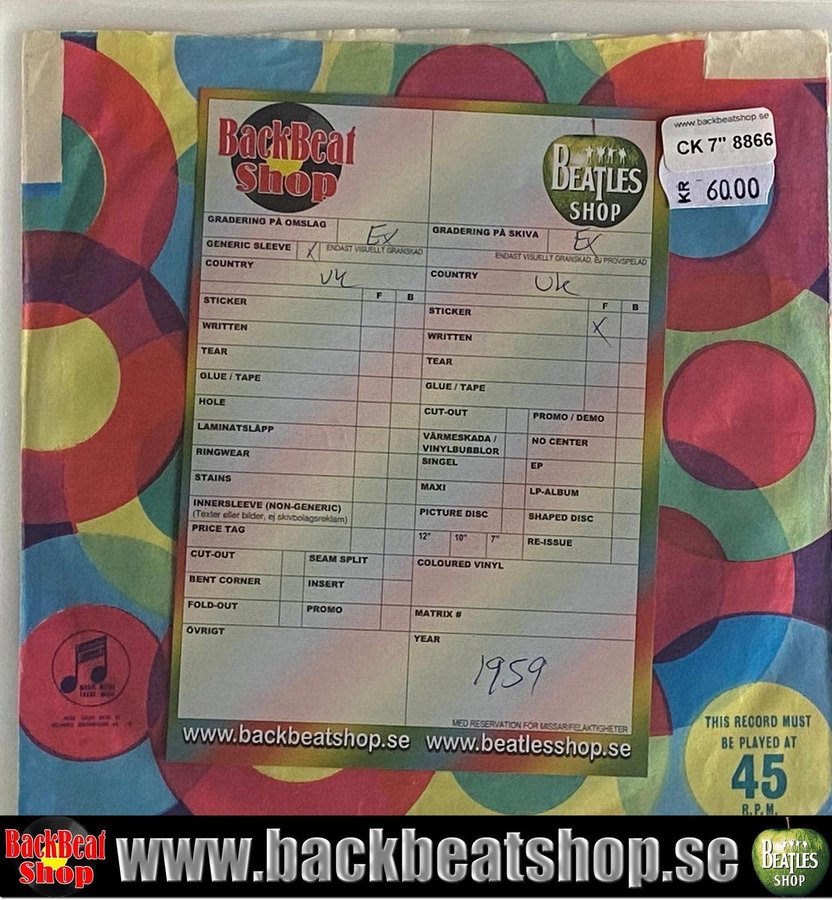 BackBeat
Shop
BEATLES
SHOP
www.backbeatshop.se
CK 7" 8866
KR 60.00
GRADERING PÅ OMSLAG Ex
GENERIC SLEEVE X ENDAST VISUELLT GRANSKAD
COUNTRY UK
F B
STICKER
WRITTEN
TEAR
GLUE / TAPE
HOLE
LAMINATSLÄPP
RINGWEAR
STAINS
INNERSLEEVE (NON-GENERIC)
(Texter eller bilder, ej skivbolagsreklam)
PRICE TAG
CUT-OUT SEAM SPLIT
BENT CORNER INSERT
FOLD-OUT PROMO
ÖVRIGT
GRADERING PÅ SKIVA Ex
ENDAST VISUELLT GRANSKAD, EJ PROVSPELAD
COUNTRY UK
F B
STICKER X
WRITTEN
TEAR
GLUE / TAPE
CUT-OUT PROMO / DEMO
VÄRMESKADA /
VINYLBUBBLOR NO CENTER
SINGEL EP
MAXI LP-ALBUM
PICTURE DISC SHAPED DISC
12" 10" 7" RE-ISSUE
COLOURED VINYL
MATRIX #
YEAR
1959
MED RESERVATION FÖR MISSAR/FELAKTIGHETER
www.backbeatshop.se www.beatlesshop.se
THIS RECORD MUST
BE PLAYED AT
45
R.P.M.
BackBeat
Shop
www.backbeatshop.se
BEATLES
SHOP